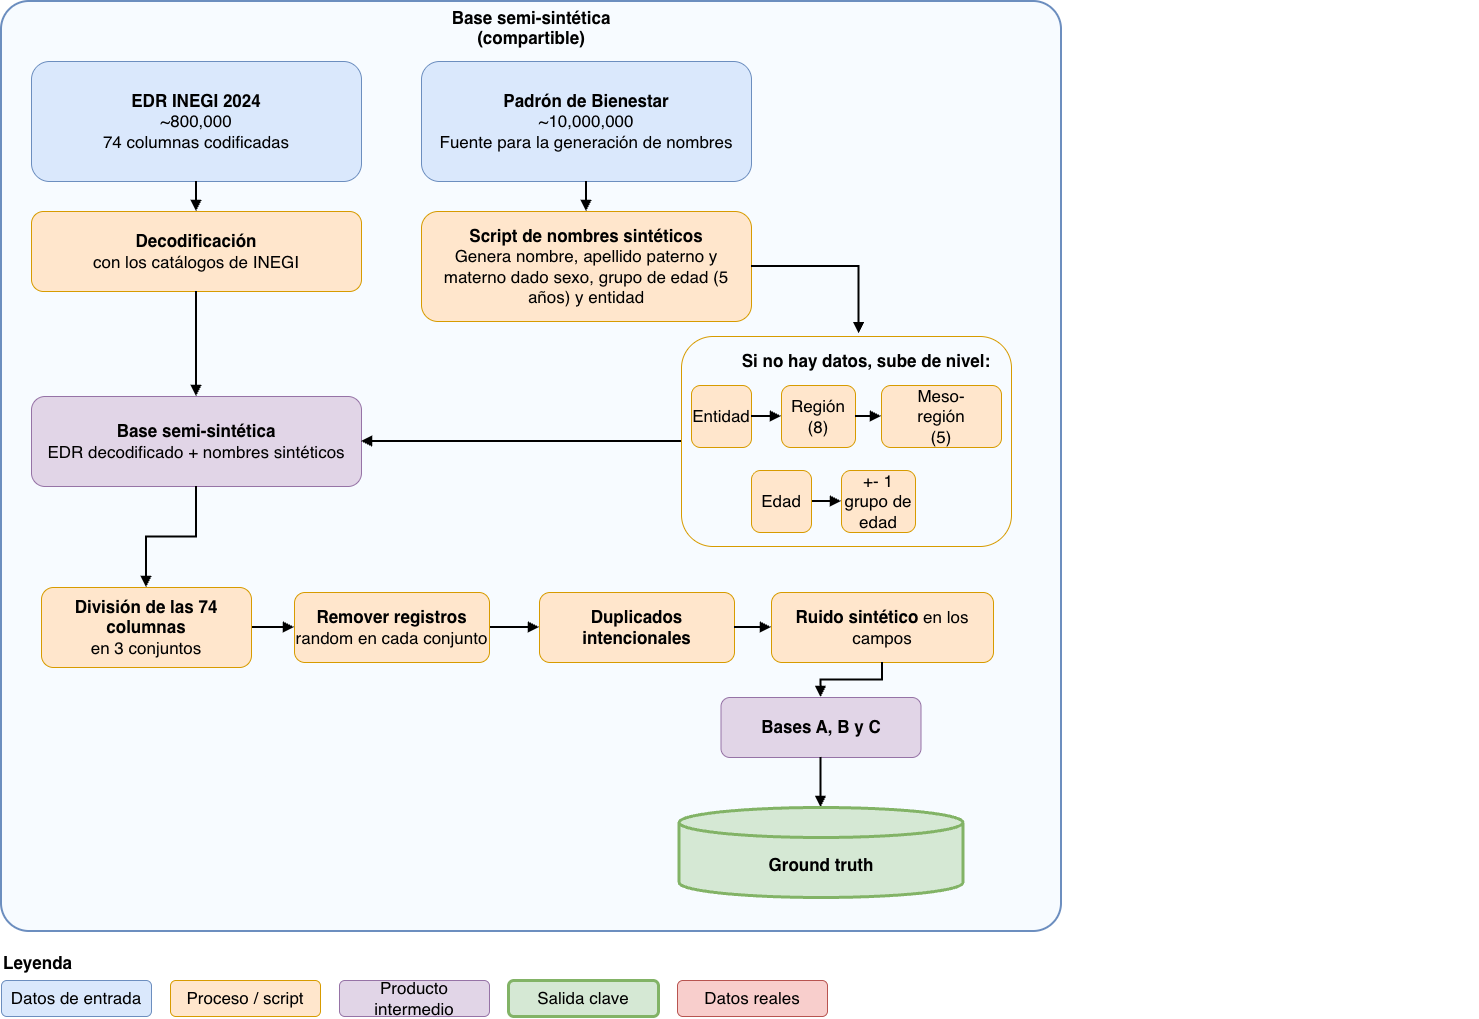 Base semi-sintética
(compartible)
EDR INEGI 2024
~800,000
74 columnas codificadas
Padrón de Bienestar
~10,000,000
Fuente para la generación de nombres
Decodificación
con los catálogos de INEGI
Script de nombres sintéticos
Genera nombre, apellido paterno y
materno dado sexo, grupo de edad (5
años) y entidad
Si no hay datos, sube de nivel:
Entidad
Región
(8)
Meso-
región
(5)
Edad
+- 1
grupo de
edad
Base semi-sintética
EDR decodificado + nombres sintéticos
División de las 74
columnas
en 3 conjuntos
Remover registros
random en cada conjunto
Duplicados
intencionales
Ruido sintético en los
campos
Bases A, B y C
Ground truth
Leyenda
Datos de entrada
Proceso / script
Producto
intermedio
Salida clave
Datos reales